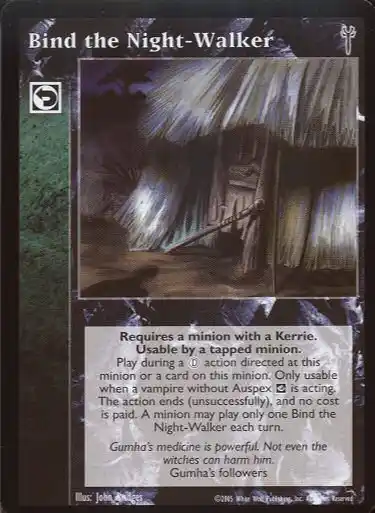 Bind the Night-Walker
Requires a minion with a Kerrie.
Usable by a tapped minion.
Play during a Ⓓ action directed at this
minion or a card on this minion. Only usable
when a vampire without Auspex is acting.
The action ends (unsuccessfully), and no cost
is paid. A minion may play only one Bind the
Night-Walker each turn.
Gumha's medicine is powerful. Not even the
witches can harm him.
Gumha's followers
Illus: John Bridges
©2005 White Wolf Publishing, Inc. All Rights Reserved